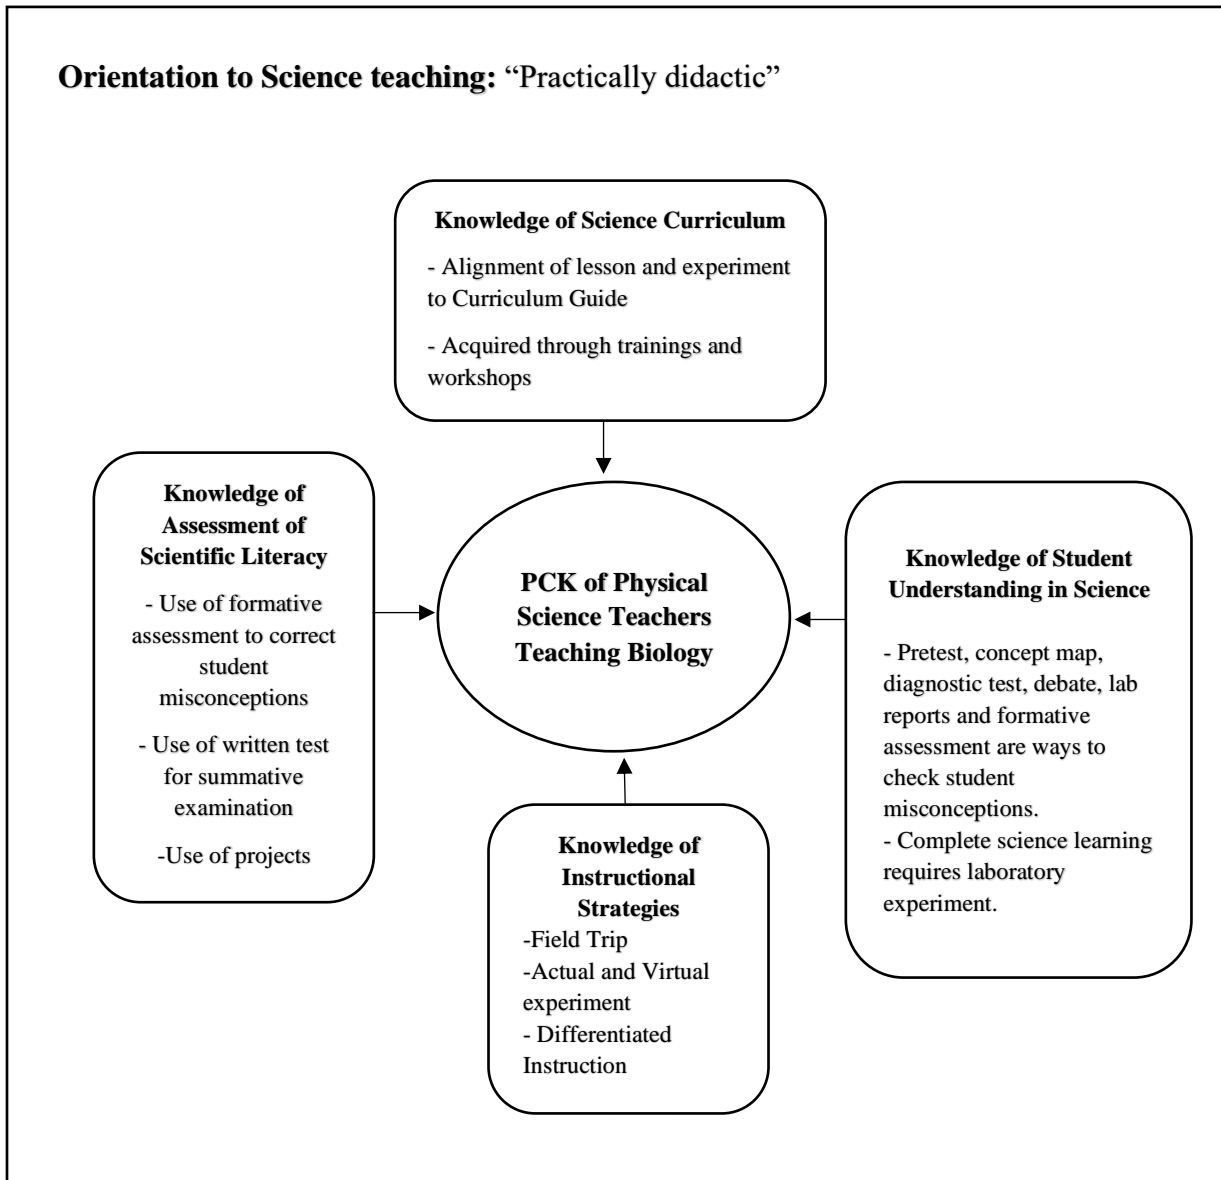 Orientation to Science teaching: “Practically didactic”
Knowledge of Science Curriculum
- Alignment of lesson and experiment
to Curriculum Guide
- Acquired through trainings and
workshops
Knowledge of
Assessment of
Scientific Literacy
- Use of formative
assessment to correct
student
misconceptions
- Use of written test
for summative
examination
-Use of projects
PCK of Physical
Science Teachers
Teaching Biology
Knowledge of Student
Understanding in Science
- Pretest, concept map,
diagnostic test, debate, lab
reports and formative
assessment are ways to
check student
misconceptions.
- Complete science learning
requires laboratory
experiment.
Knowledge of
Instructional
Strategies
-Field Trip
-Actual and Virtual
experiment
- Differentiated
Instruction